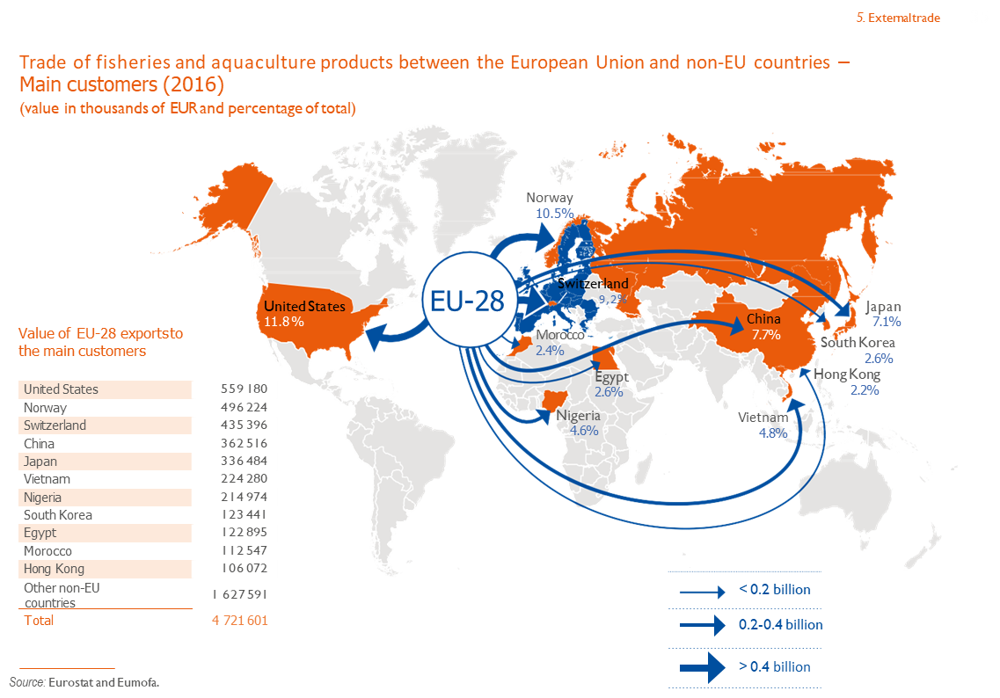 5. External trade
Trade of fisheries and aquaculture products between the European Union and non-EU countries –
Main customers (2016)
(value in thousands of EUR and percentage of total)
Norway
10.5%
EU-28
Switzerland
9,2%
United States
11.8%
Japan
7.1%
China
7.7%
South Korea
2.6%
Morocco
2.4%
Hong Kong
2.2%
Egypt
2.6%
Nigeria
4.6%
Vietnam
4.8%
Value of EU-28 exports to
the main customers
United States 559 180
Norway 496 224
Switzerland 435 396
China 362 516
Japan 336 484
Vietnam 224 280
Nigeria 214 974
South Korea 123 441
Egypt 122 895
Morocco 112 547
Hong Kong 106 072
Other non-EU
countries 1 627 591
Total 4 721 601
< 0.2 billion
0.2-0.4 billion
> 0.4 billion
Source: Eurostat and Eumofa.